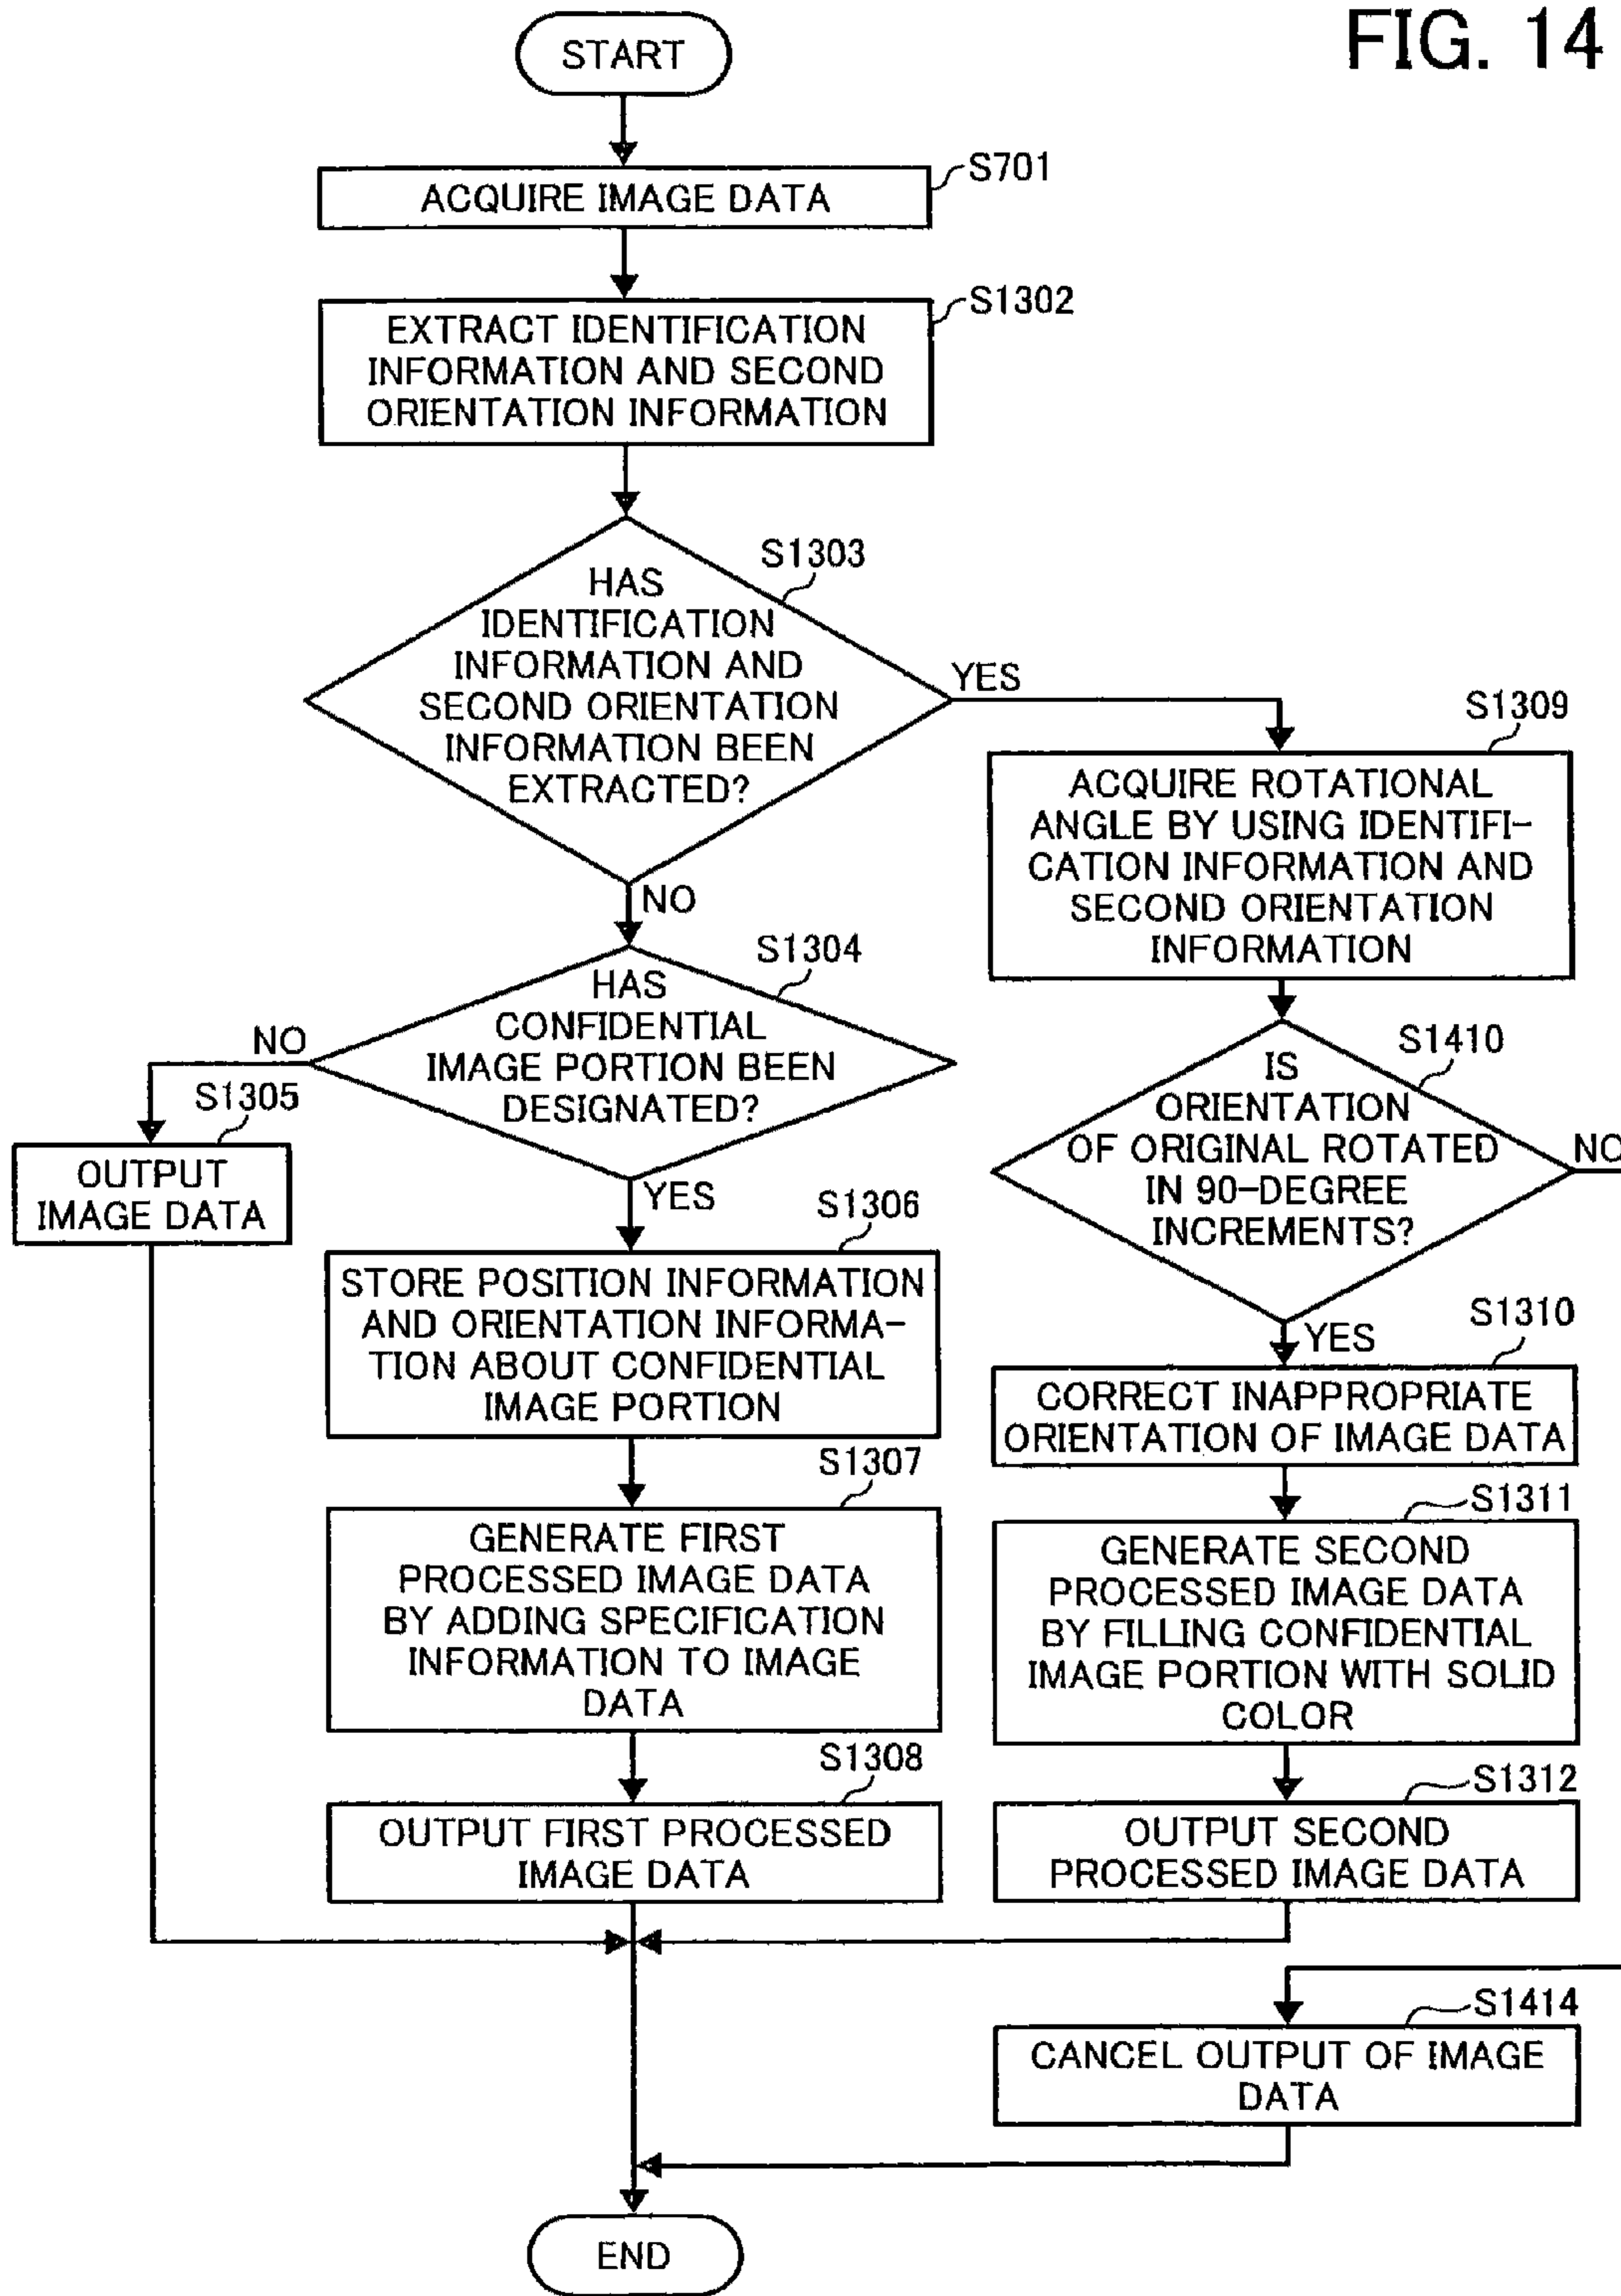 FIG. 14
START
S701
ACQUIRE IMAGE DATA
S1302
EXTRACT IDENTIFICATION
INFORMATION AND SECOND
ORIENTATION INFORMATION
S1303
HAS
IDENTIFICATION
INFORMATION AND
SECOND ORIENTATION
INFORMATION BEEN
EXTRACTED?
YES
NO
S1304
HAS
CONFIDENTIAL
IMAGE PORTION BEEN
DESIGNATED?
NO
YES
S1305
OUTPUT
IMAGE DATA
S1306
STORE POSITION INFORMATION
AND ORIENTATION INFORMA-
TION ABOUT CONFIDENTIAL
IMAGE PORTION
S1307
GENERATE FIRST
PROCESSED IMAGE DATA
BY ADDING SPECIFICATION
INFORMATION TO IMAGE
DATA
S1308
OUTPUT FIRST PROCESSED
IMAGE DATA
S1309
ACQUIRE ROTATIONAL
ANGLE BY USING IDENTIFI-
CATION INFORMATION AND
SECOND ORIENTATION
INFORMATION
S1410
IS
ORIENTATION
OF ORIGINAL ROTATED
IN 90-DEGREE
INCREMENTS?
NO
YES
S1310
CORRECT INAPPROPRIATE
ORIENTATION OF IMAGE DATA
S1311
GENERATE SECOND
PROCESSED IMAGE DATA
BY FILLING CONFIDENTIAL
IMAGE PORTION WITH SOLID
COLOR
S1312
OUTPUT SECOND
PROCESSED IMAGE DATA
S1414
CANCEL OUTPUT OF IMAGE
DATA
END